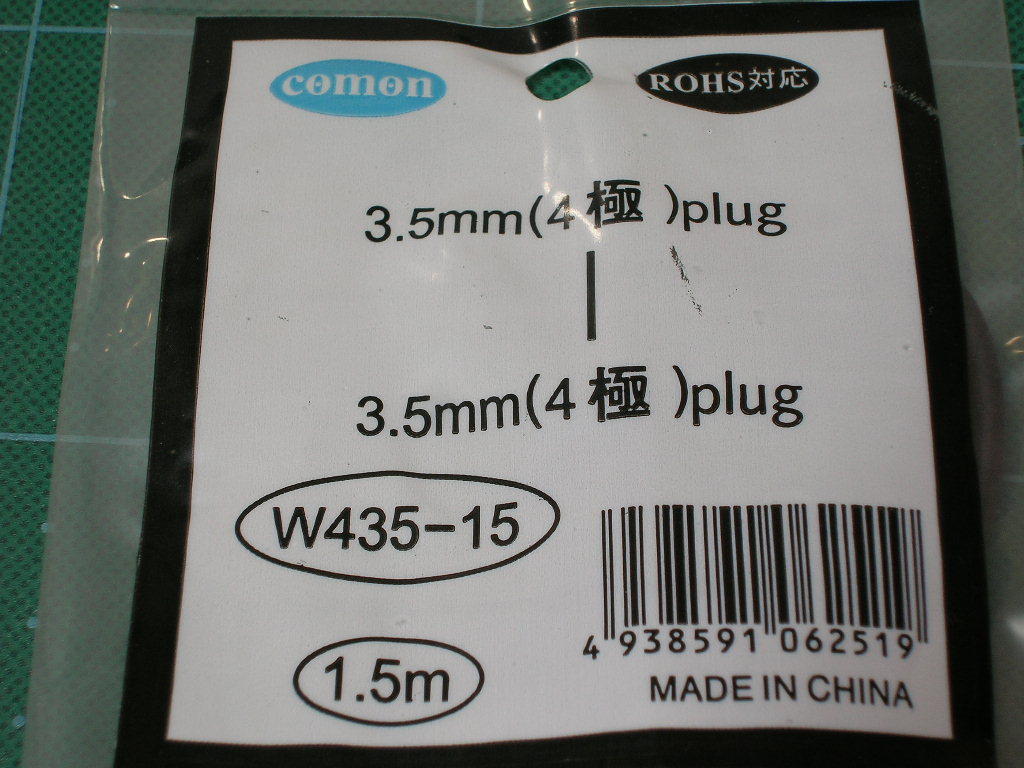 comon
ROHS対応
3.5mm(4極)plug
3.5mm(4極)plug
W435-15
1.5m
4 938591 062519
MADE IN CHINA